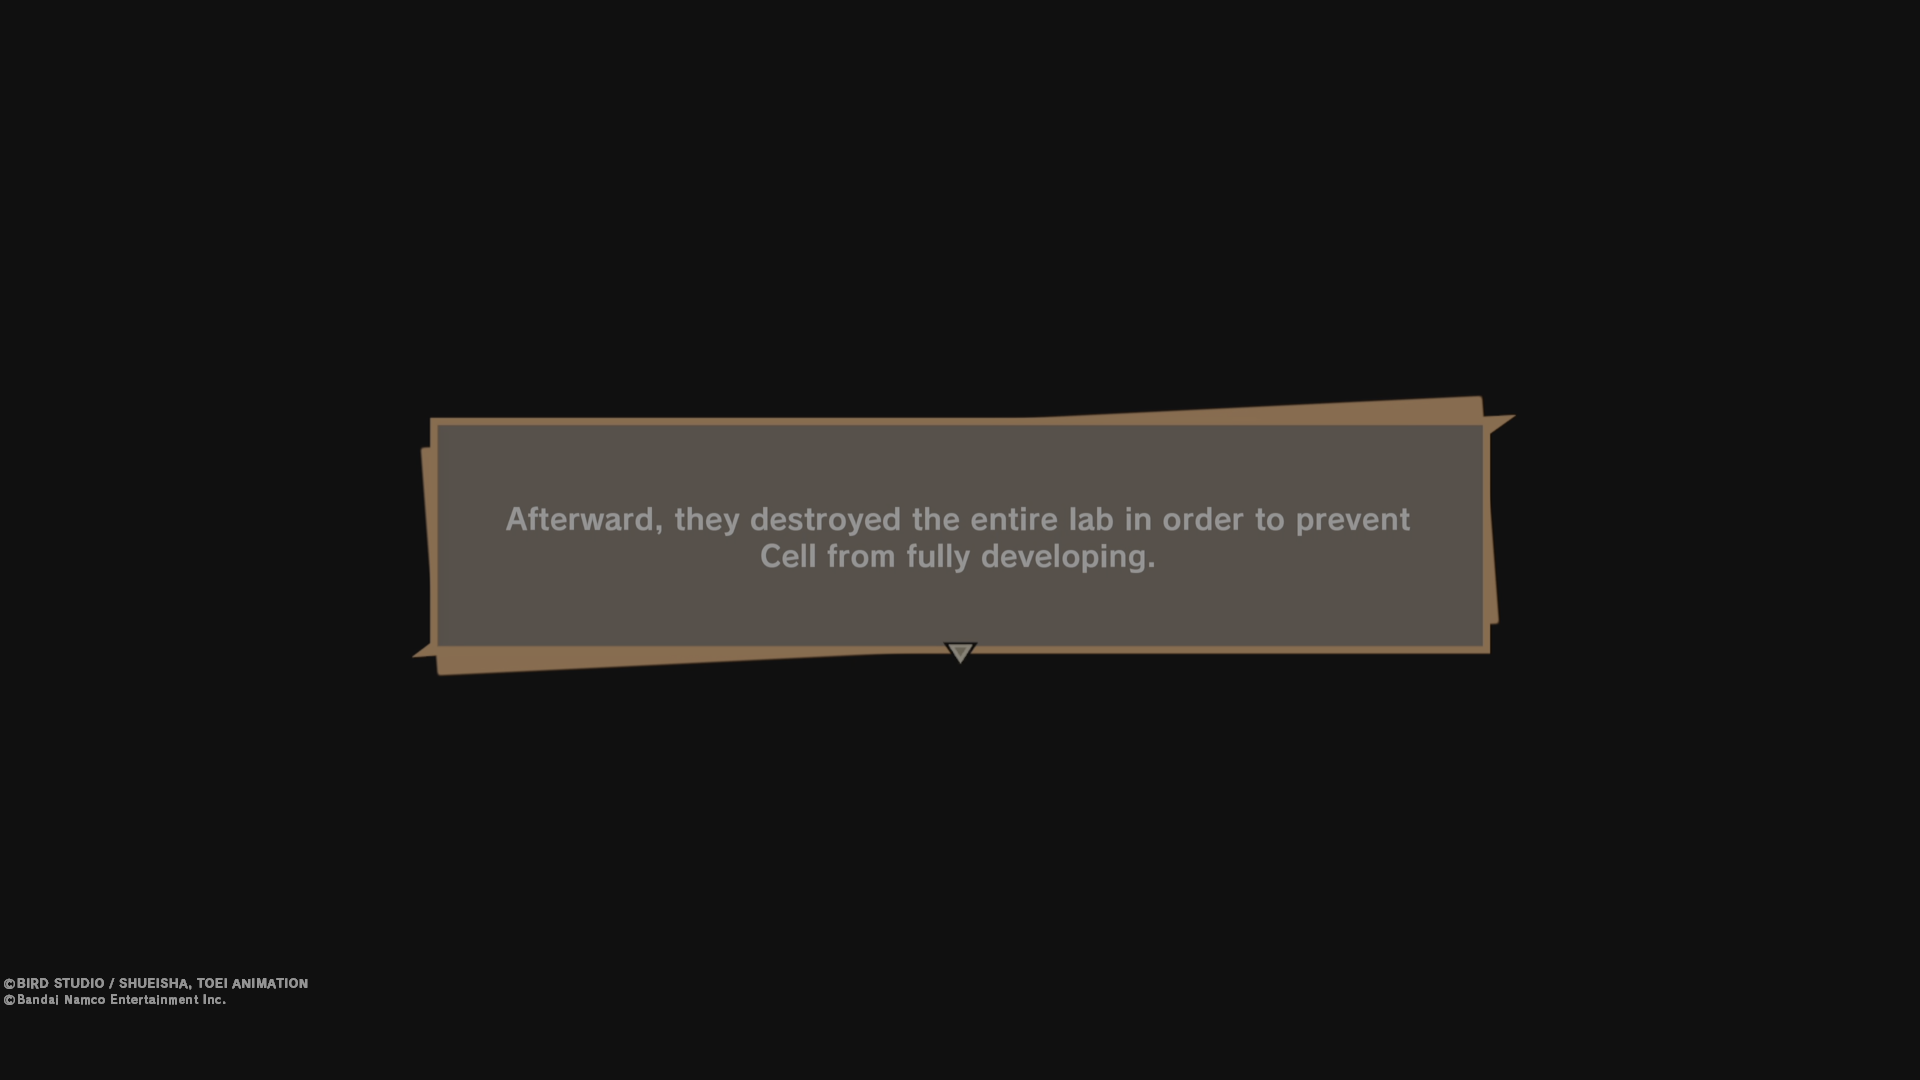 Afterward, they destroyed the entire lab in order to prevent
Cell from fully developing.
©BIRD STUDIO / SHUEISHA, TOEI ANIMATION
©Bandai Namco Entertainment Inc.